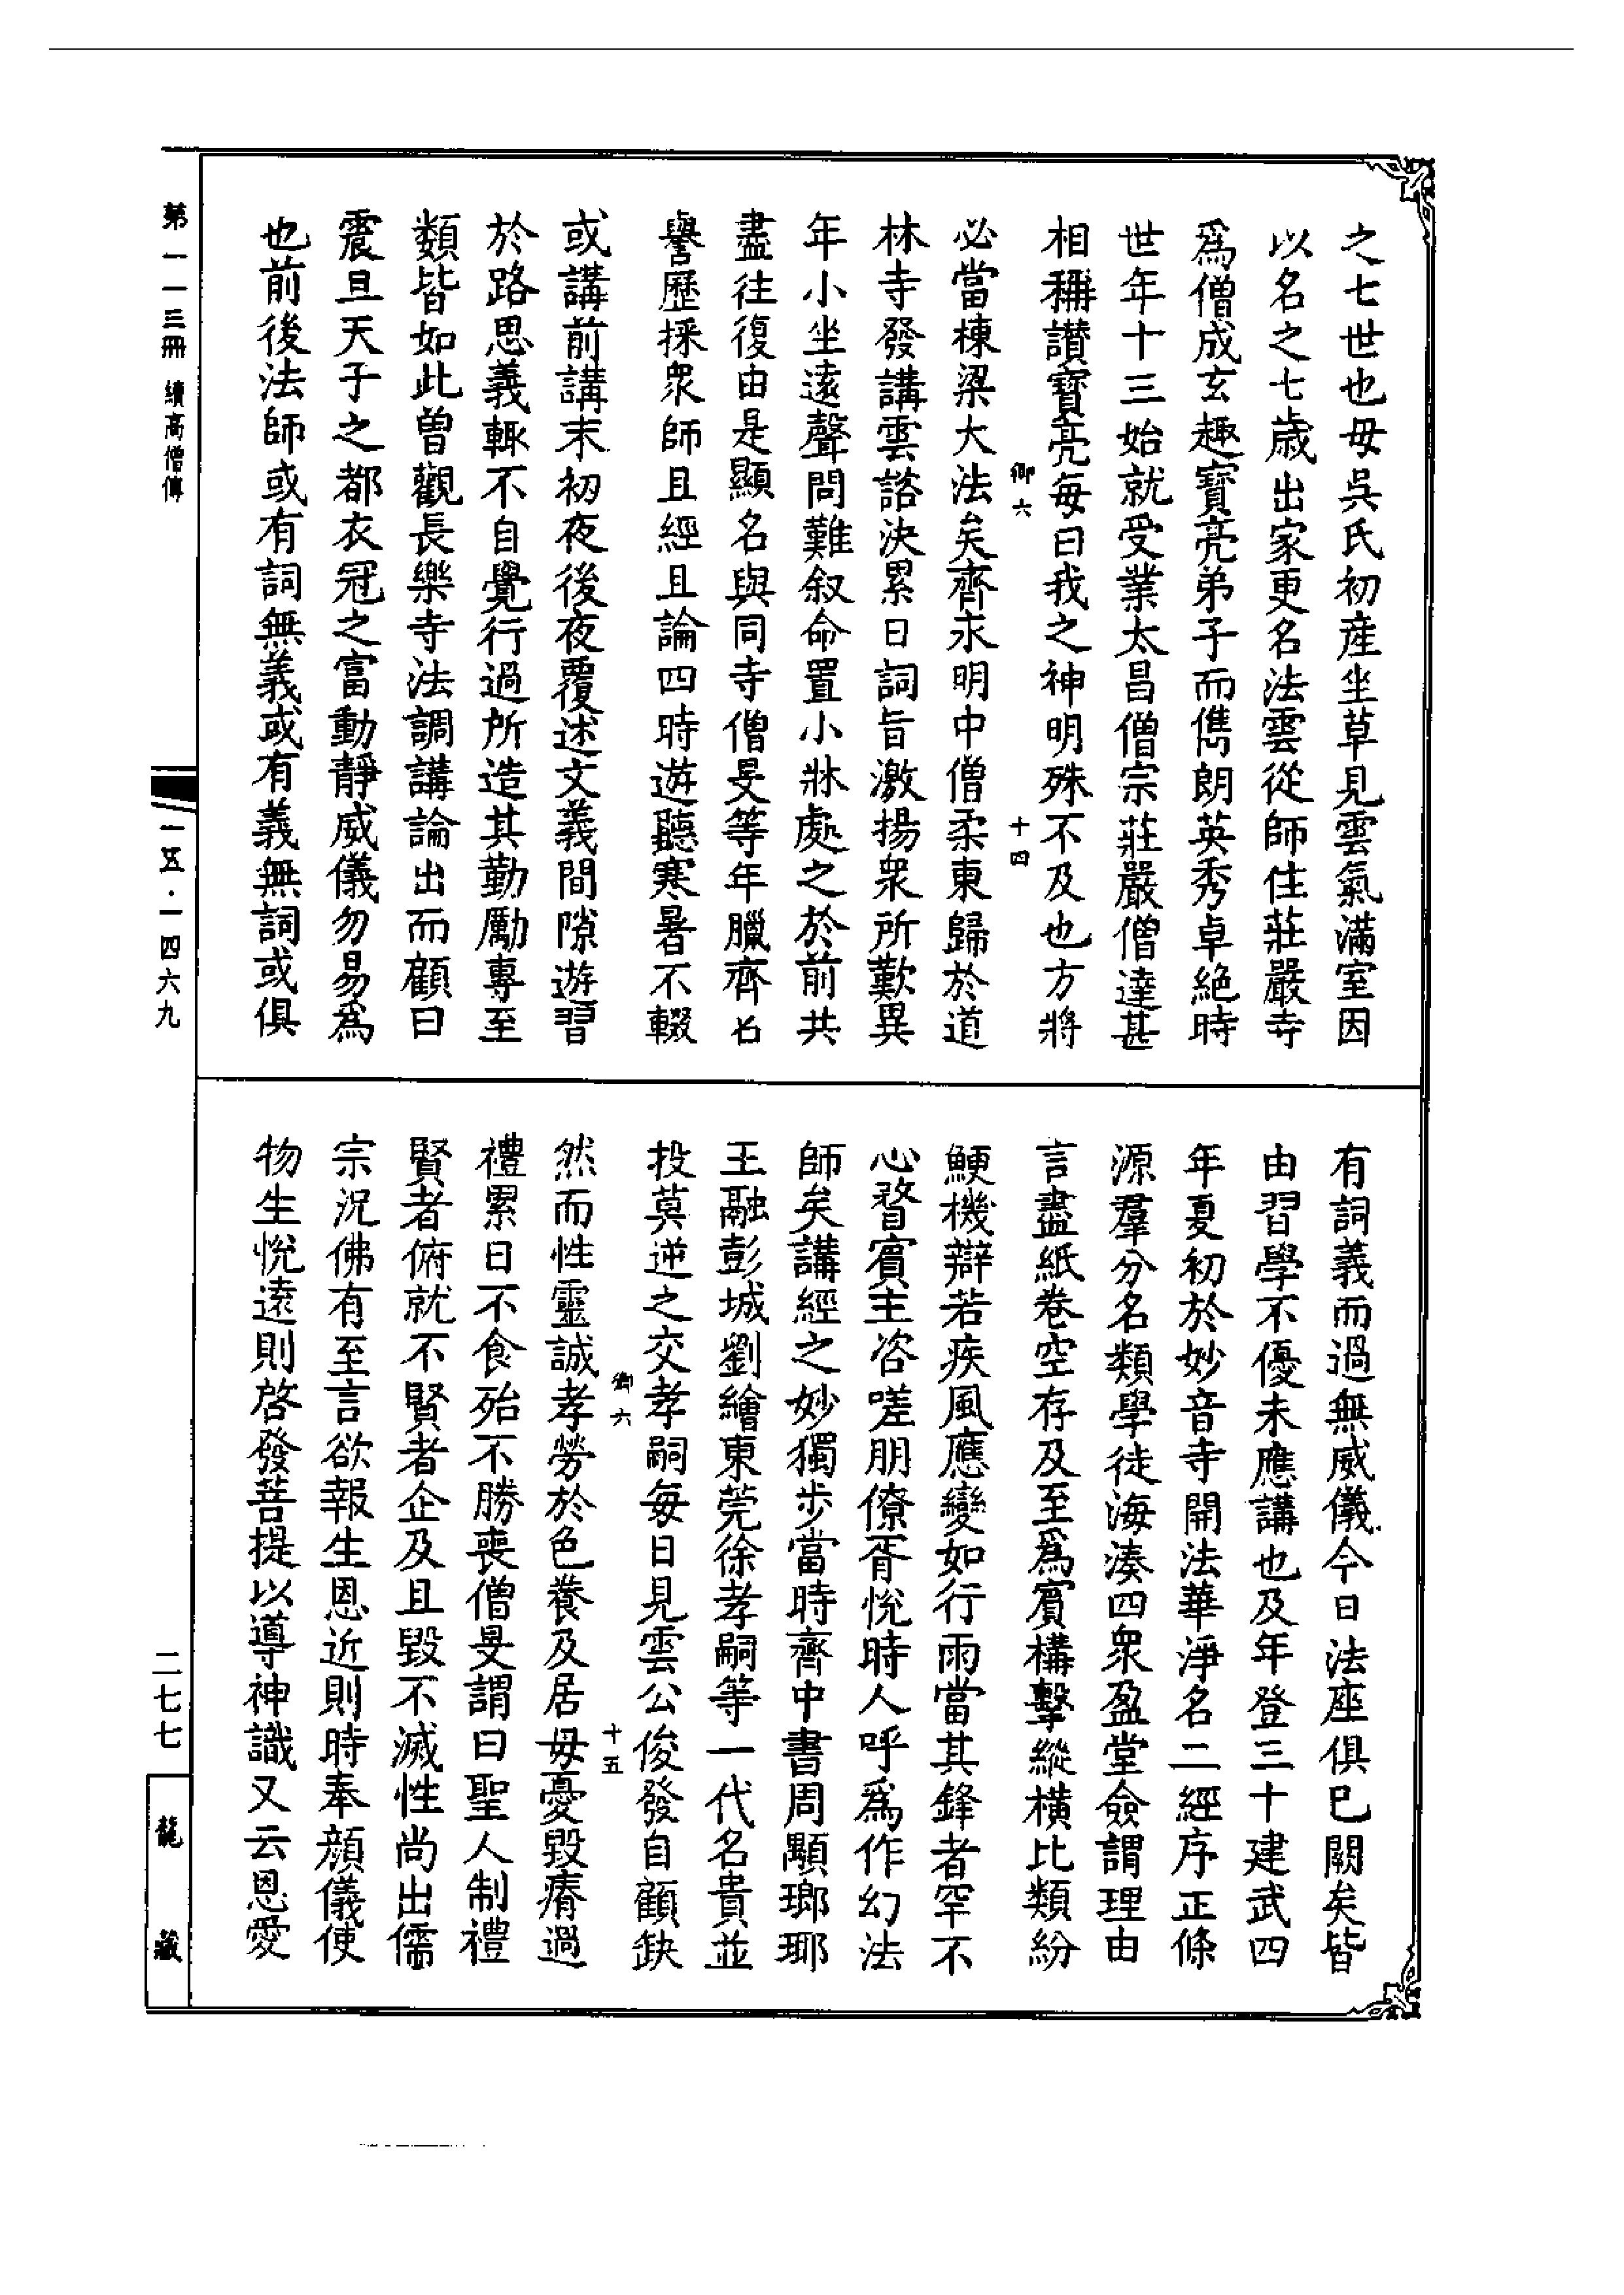 之七世也母吳氏初產坐草見雲氣滿室因
以名之七歲出家更名法雲從師住莊嚴寺
爲僧成玄趣寶亮弟子而儁朗英秀卓絕時
世年十三始就受業太昌僧宗莊嚴僧達甚
相稱讃寶亮每曰我之神明殊不及也方將
鄉六
十四
必當棟梁大法矣齊永明中僧柔東歸於道
林寺發講雲諮決累日詞旨激揚衆所歎異
年小坐遠聲問難叙命置小牀處之於前共
盡往復由是顯名與同寺僧旻等年臘齊名
譽歷採衆師且經且論四時遊聽寒暑不輟
或講前講末初夜後夜覆述文義間隙遊習
於路思義輙不自覺行過所造其勤勵專至
類皆如此曽觀長樂寺法調講論出而顧曰
震旦天子之都衣冠之富動靜威儀勿易爲
也前後法師或有詞無義或有義無詞或俱
有詞義而過無威儀今日法座俱已闕矣皆
由習學不優未應講也及年登三十建武四
年夏初於妙音寺開法華淨名二經序正條
源羣分名類學徒海湊四衆盈堂僉謂理由
言盡紙卷空存及至爲賓構擊縱橫比類紛
鯁機辯若疾風應變如行雨當其鋒者罕不
心瞀賓主咨嗟朋僚胥悅時人呼爲作幻法
師矣講經之妙獨步當時齊中書周顒瑯琊
王融彭城劉繪東莞徐孝嗣等一代名貴並
投莫逆之交孝嗣每日見雲公俊發自顧缺
鄉六
十五
然而性靈誠孝勞於色養及居母憂毀瘠過
禮累日不食殆不勝喪僧旻謂曰聖人制禮
賢者俯就不賢者企及且毀不滅性尚出儒
宗況佛有至言欲報生恩近則時奉顏儀使
物生悅遠則啓發菩提以導神識又云恩愛
第一一三冊 續高僧傳
一五·一四六九
二七七
龍藏